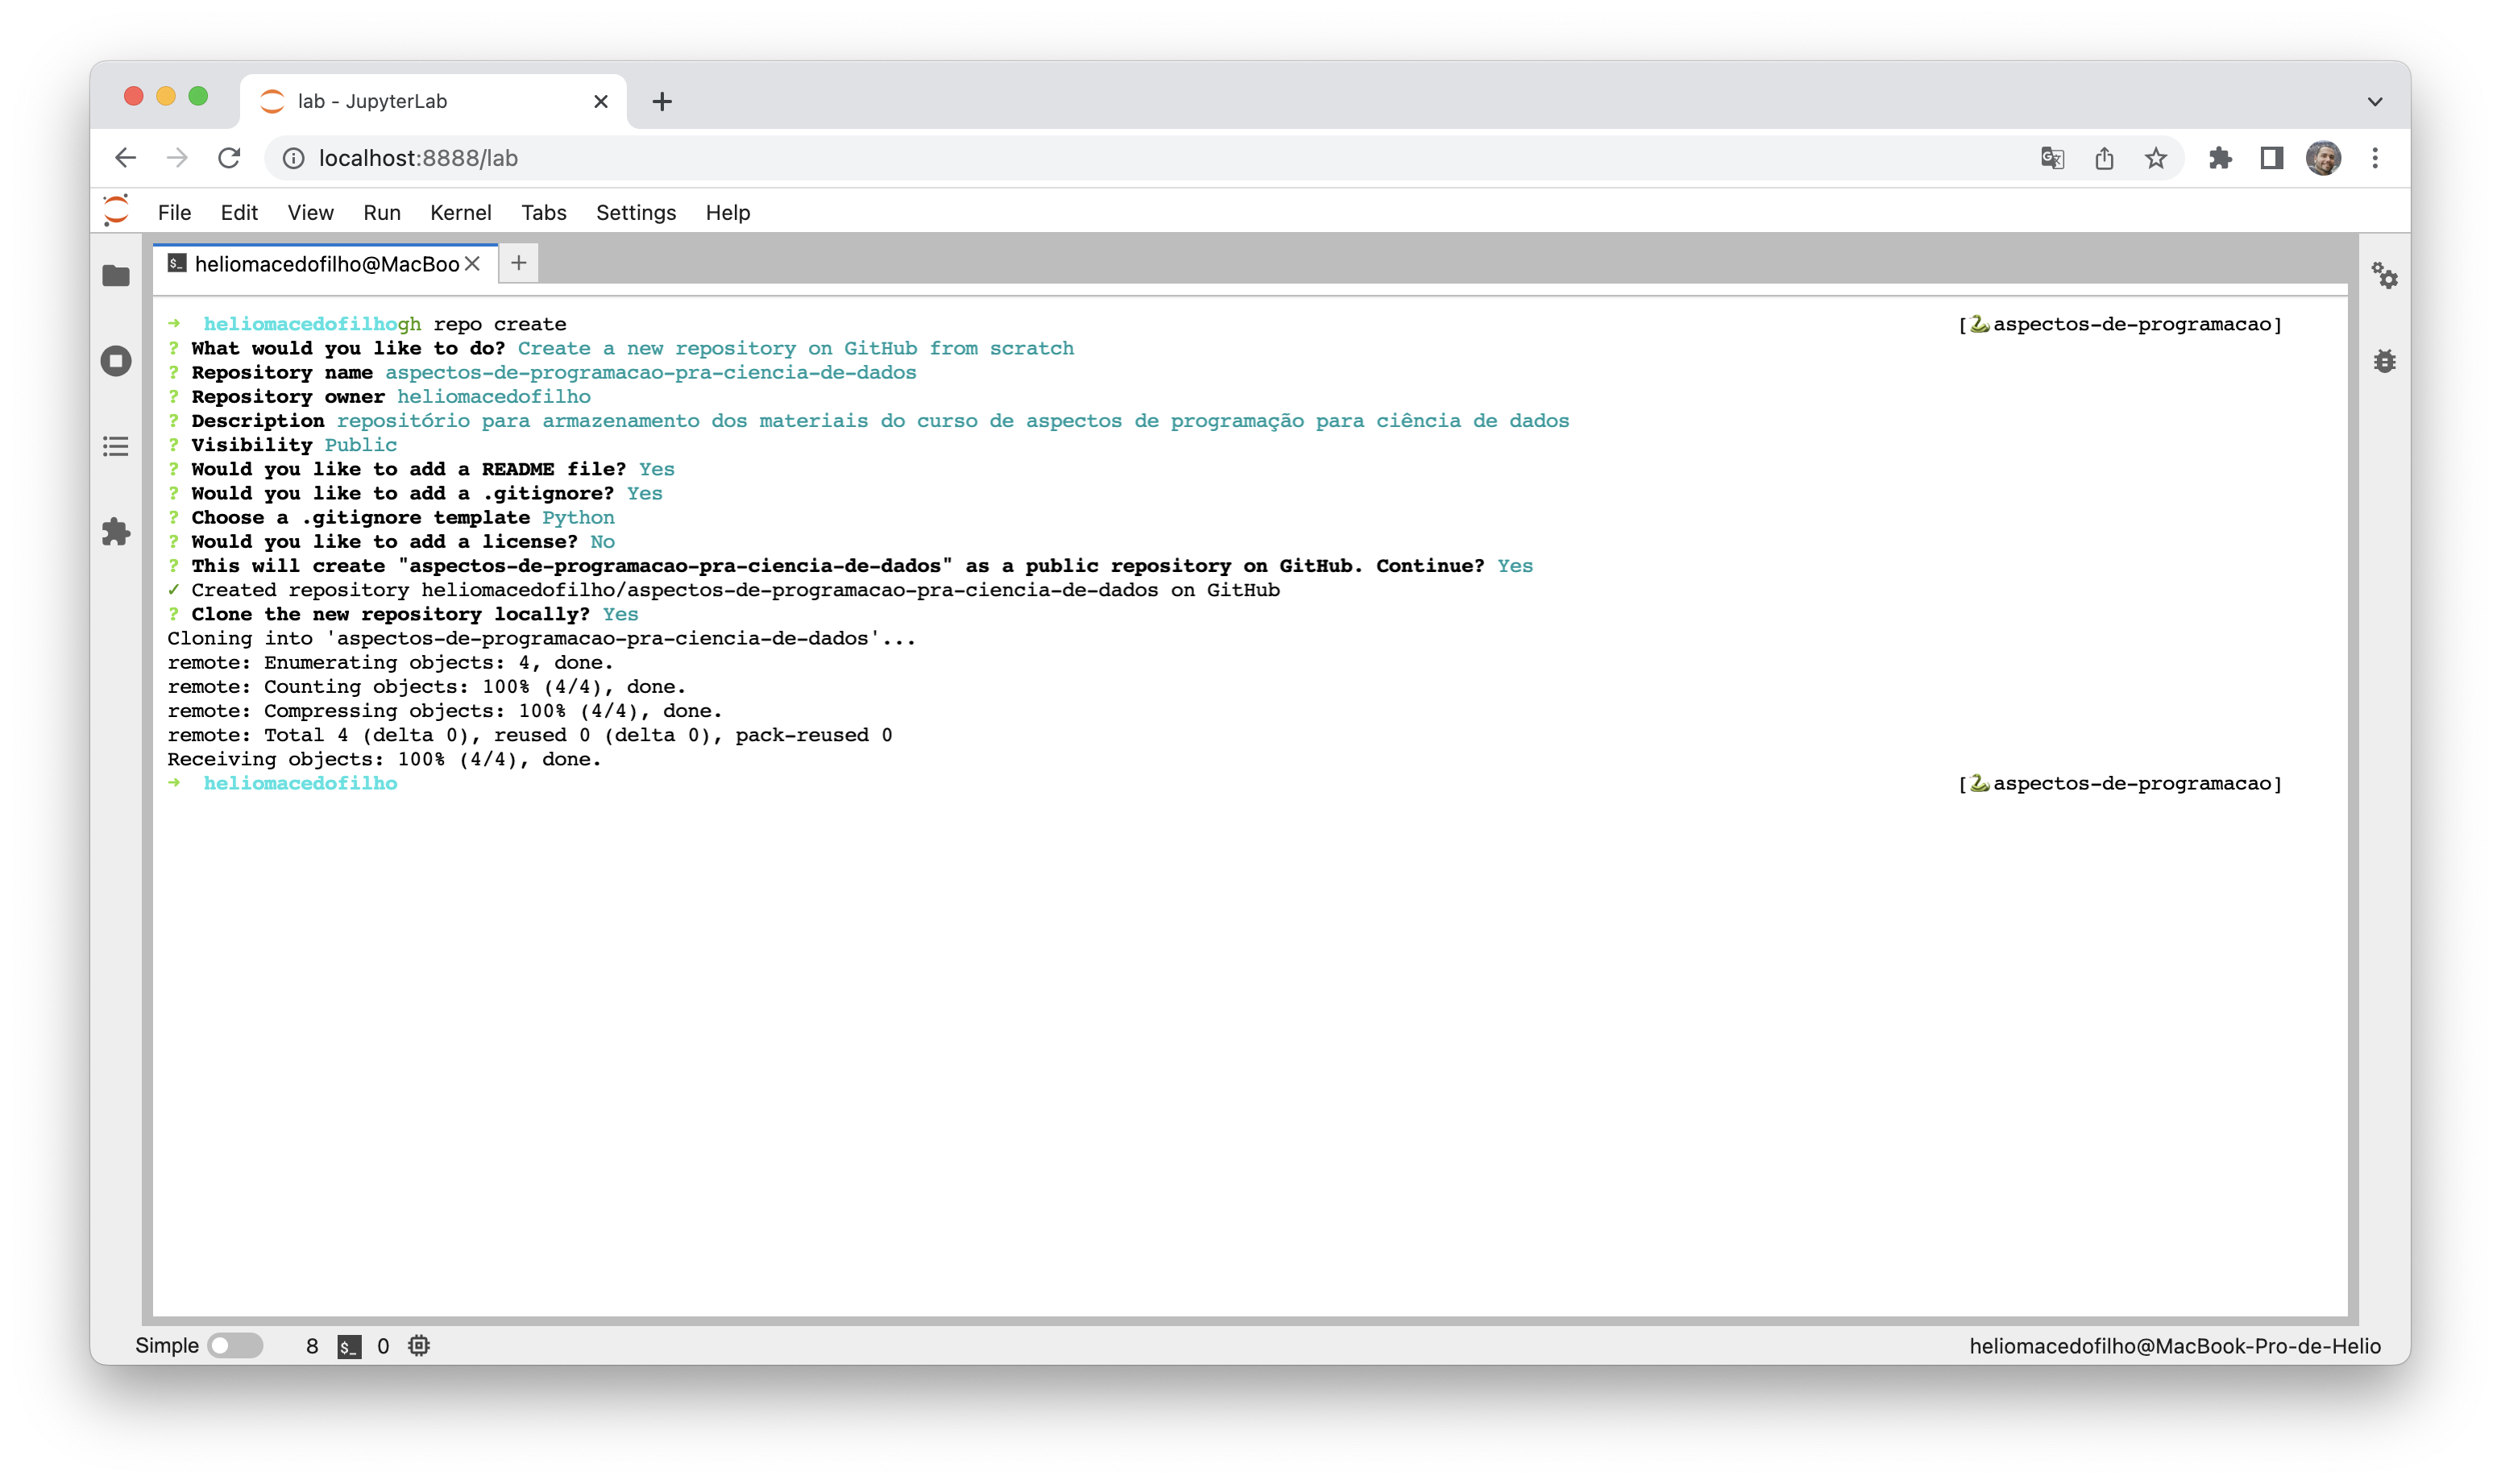 lab - JupyterLab
localhost:8888/lab
File Edit View Run Kernel Tabs Settings Help
$_ heliomacedofilho@MacBoo
➜ heliomacedofilhogh repo create [🐍aspectos-de-programacao]
? What would you like to do? Create a new repository on GitHub from scratch
? Repository name aspectos-de-programacao-pra-ciencia-de-dados
? Repository owner heliomacedofilho
? Description repositório para armazenamento dos materiais do curso de aspectos de programação para ciência de dados
? Visibility Public
? Would you like to add a README file? Yes
? Would you like to add a .gitignore? Yes
? Choose a .gitignore template Python
? Would you like to add a license? No
? This will create "aspectos-de-programacao-pra-ciencia-de-dados" as a public repository on GitHub. Continue? Yes
✓ Created repository heliomacedofilho/aspectos-de-programacao-pra-ciencia-de-dados on GitHub
? Clone the new repository locally? Yes
Cloning into 'aspectos-de-programacao-pra-ciencia-de-dados'...
remote: Enumerating objects: 4, done.
remote: Counting objects: 100% (4/4), done.
remote: Compressing objects: 100% (4/4), done.
remote: Total 4 (delta 0), reused 0 (delta 0), pack-reused 0
Receiving objects: 100% (4/4), done.
➜ heliomacedofilho [🐍aspectos-de-programacao]
Simple 8 $_ 0 heliomacedofilho@MacBook-Pro-de-Helio